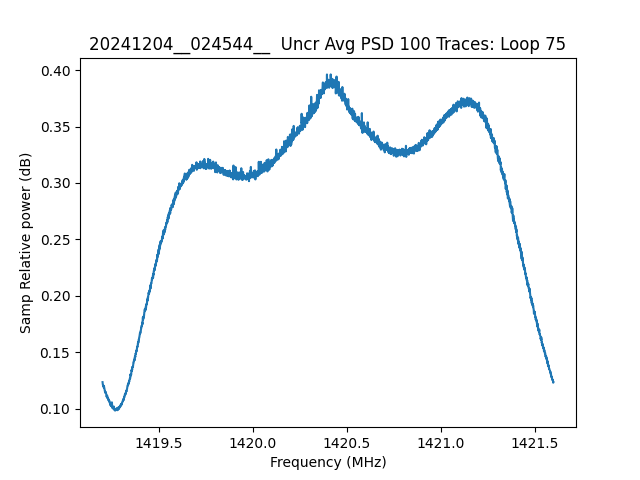 20241204__024544__  Uncr Avg PSD 100 Traces: Loop 75
0.40
0.35
0.30
0.25
0.20
0.15
0.10
Samp Relative power (dB)
1419.5 1420.0 1420.5 1421.0 1421.5
Frequency (MHz)